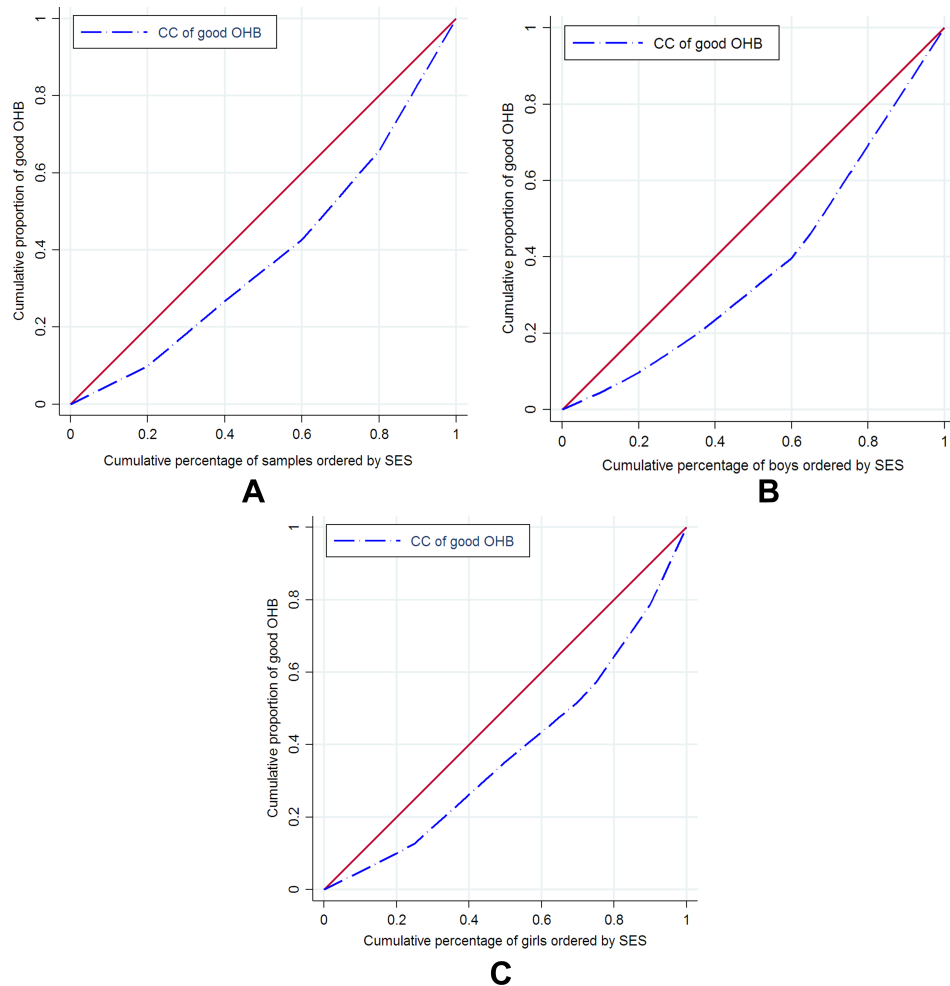 CC of good OHB
Cumulative proportion of good OHB
1
0.8
0.6
0.4
0.2
0
0 0.2 0.4 0.6 0.8 1
Cumulative percentage of samples ordered by SES
A
CC of good OHB
Cumulative proportion of good OHB
1
0.8
0.6
0.4
0.2
0
0 0.2 0.4 0.6 0.8 1
Cumulative percentage of boys ordered by SES
B
CC of good OHB
Cumulative proportion of good OHB
1
0.8
0.6
0.4
0.2
0
0 0.2 0.4 0.6 0.8 1
Cumulative percentage of girls ordered by SES
C